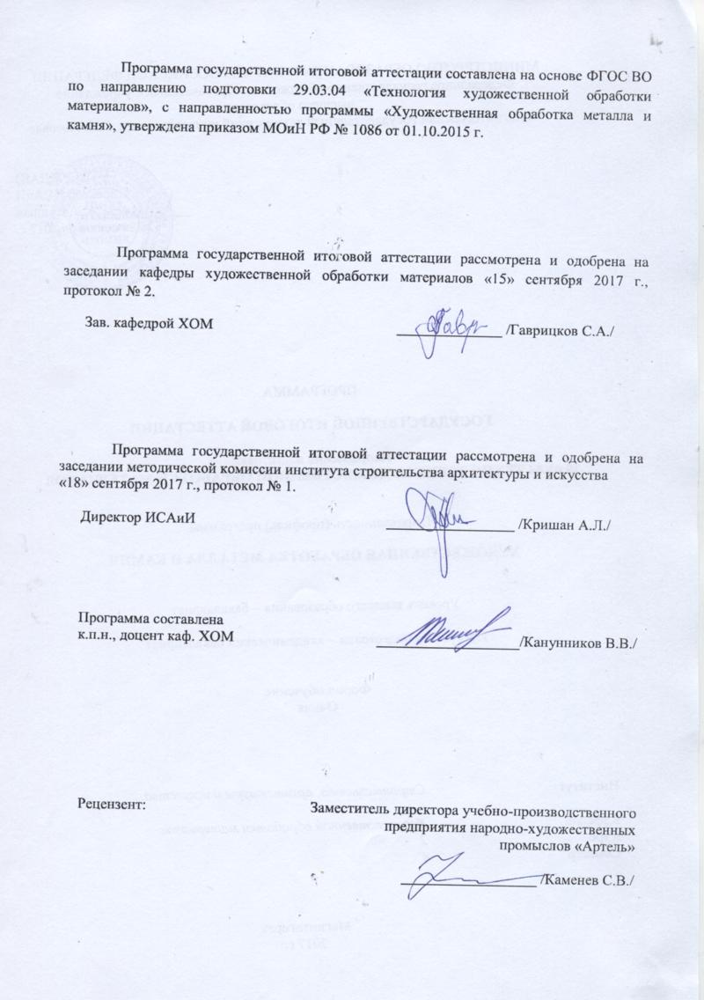 Программа государственной итоговой аттестации составлена на основе ФГОС ВО
по направлению подготовки 29.03.04 «Технология художественной обработки
материалов», с направленностью программы «Художественная обработка металла и
камня», утверждена приказом МОиН РФ № 1086 от 01.10.2015 г.
Программа государственной итоговой аттестации рассмотрена и одобрена на
заседании кафедры художественной обработки материалов «15» сентября 2017 г.,
протокол № 2.
Зав. кафедрой ХОМ /Гаврицков С.А./
Программа государственной итоговой аттестации рассмотрена и одобрена на
заседании методической комиссии института строительства архитектуры и искусства
«18» сентября 2017 г., протокол № 1.
Директор ИСАиИ /Кришан А.Л./
Программа составлена
к.п.н., доцент каф. ХОМ /Канунников В.В./
Рецензент: Заместитель директора учебно-производственного
предприятия народно-художественных
промыслов «Артель»
/Каменев С.В./